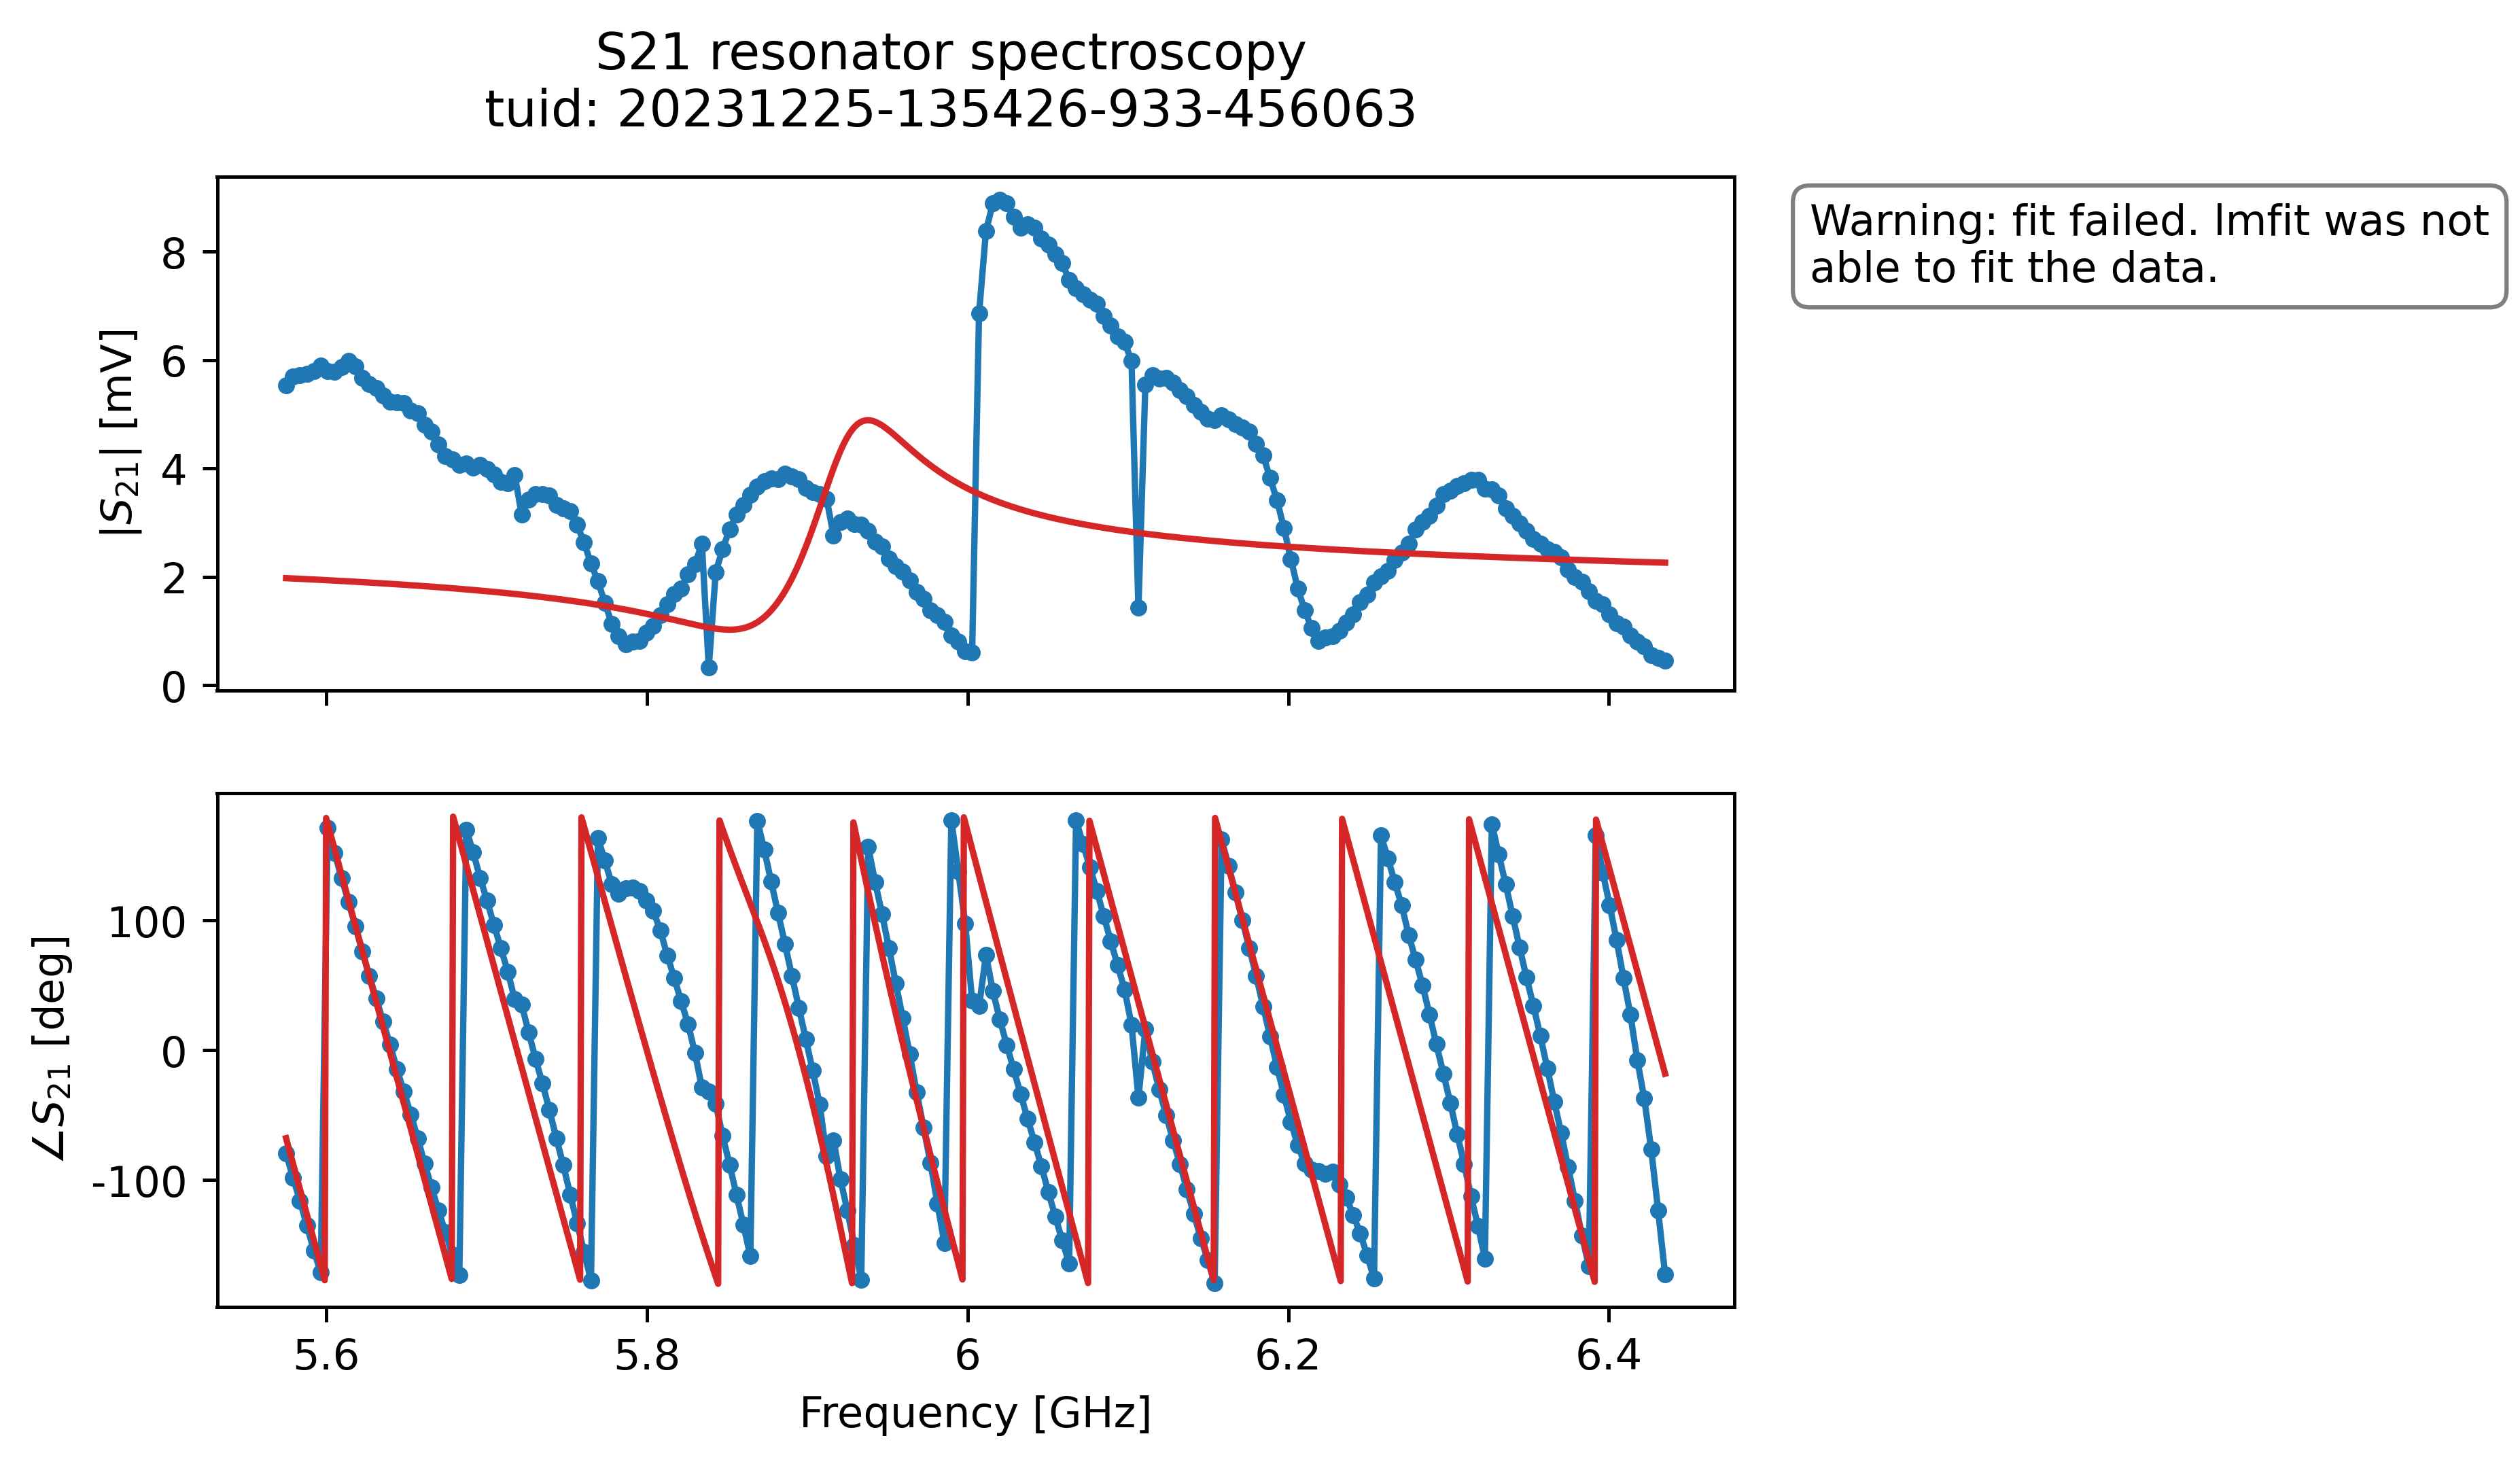 S21 resonator spectroscopy
tuid: 20231225-135426-933-456063
Warning: fit failed. lmfit was not
able to fit the data.
|S21| [mV]
8
6
4
2
0
∠S21 [deg]
100
0
-100
5.6
5.8
6
6.2
6.4
Frequency [GHz]